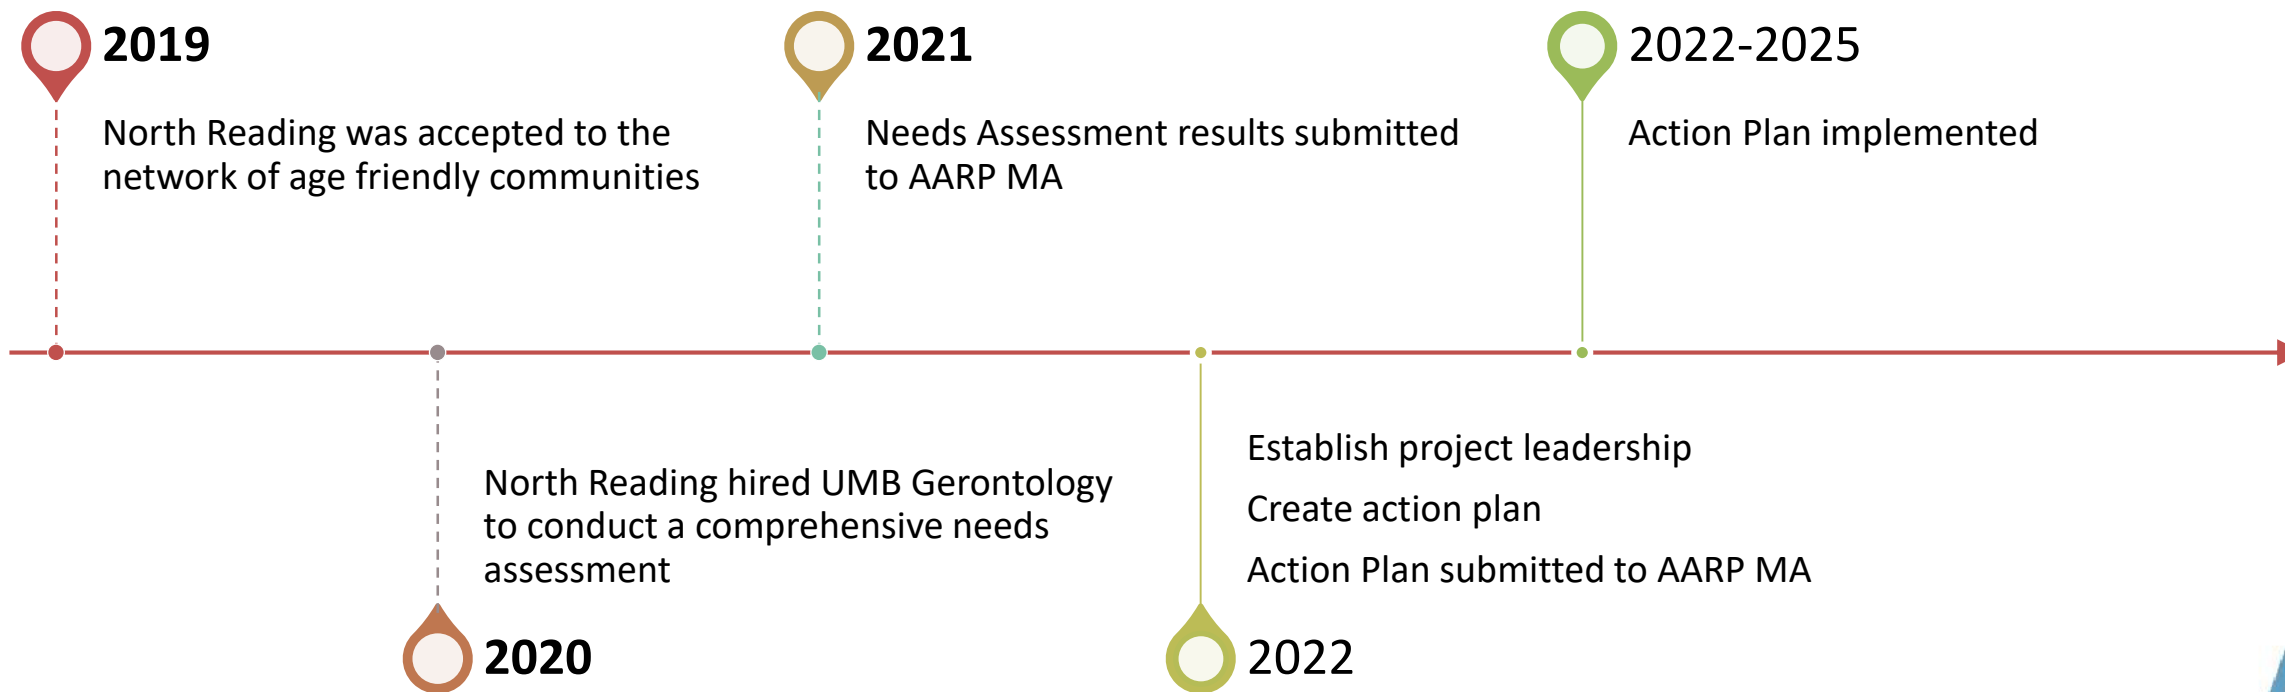 2019
North Reading was accepted to the
network of age friendly communities
2020
North Reading hired UMB Gerontology
to conduct a comprehensive needs
assessment
2021
Needs Assessment results submitted
to AARP MA
2022
Establish project leadership
Create action plan
Action Plan submitted to AARP MA
2022-2025
Action Plan implemented